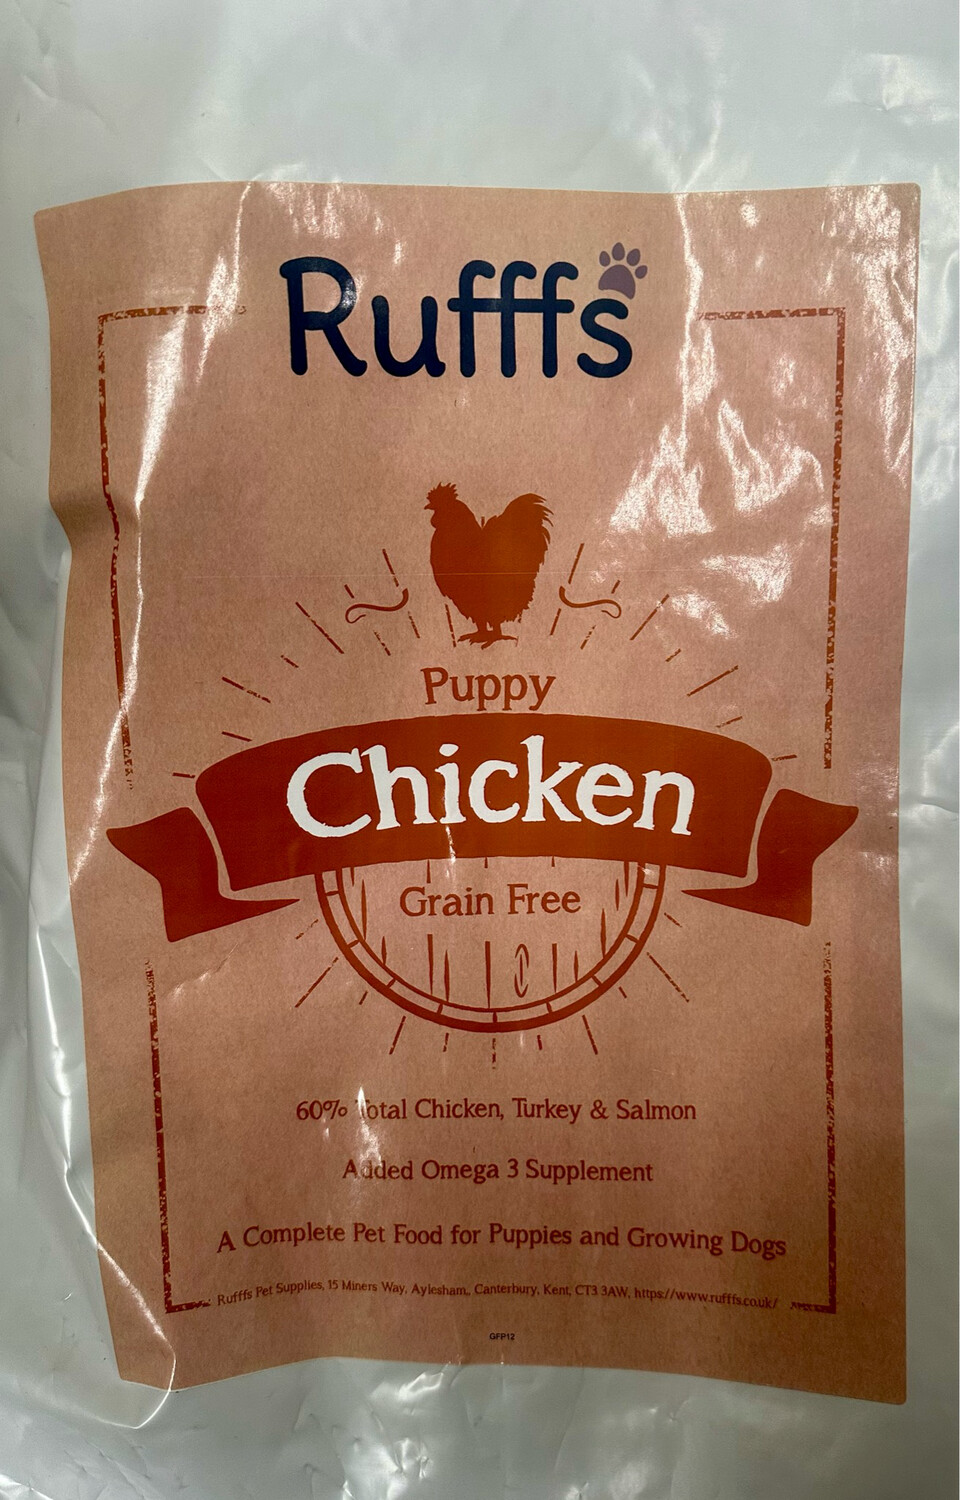 Rufffs
Puppy
Chicken
Grain Free
60% Total Chicken, Turkey & Salmon
Added Omega 3 Supplement
A Complete Pet Food for Puppies and Growing Dogs
Rufffs Pet Supplies, 15 Miners Way, Aylesham,, Canterbury, Kent, CT3 3AW, https://www.rufffs.co.uk/
GFP12